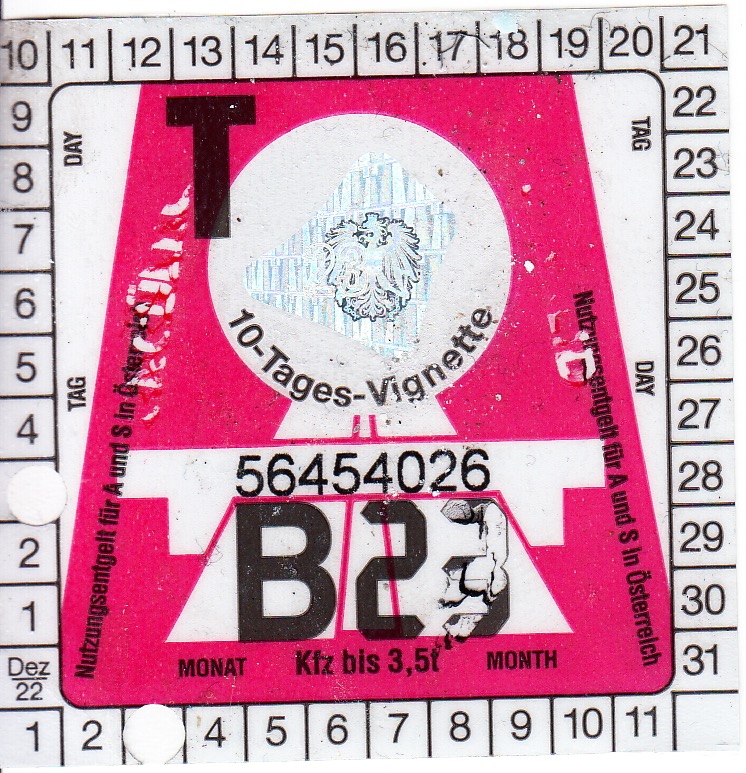 10 11 12 13 14 15 16 17 18 19 20 21
9
8
7
6
5
4
2
1
Dez
22
DAY
TAG
T
TAG
DAY
10-Tages-Vignette
Nutzungsentgelt für A und S in Österreich
Nutzungsentgelt für A und S in Österreich
56454026
B23
MONAT Kfz bis 3,5t MONTH
22
23
24
25
26
27
28
29
30
31
1 2 4 5 6 7 8 9 10 11